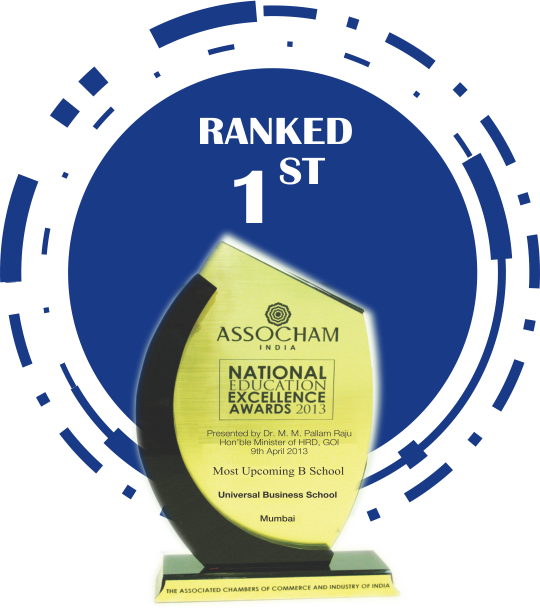 RANKED
1ST
ASSOCHAM
INDIA
NATIONAL
EDUCATION
EXCELLENCE
AWARDS 2013
Presented by Dr. M. M. Pallam Raju
Hon'ble Minister of HRD, GOI
9th April 2013
Most Upcoming B School
Universal Business School
Mumbai
THE ASSOCIATED CHAMBERS OF COMMERCE AND INDUSTRY OF INDIA